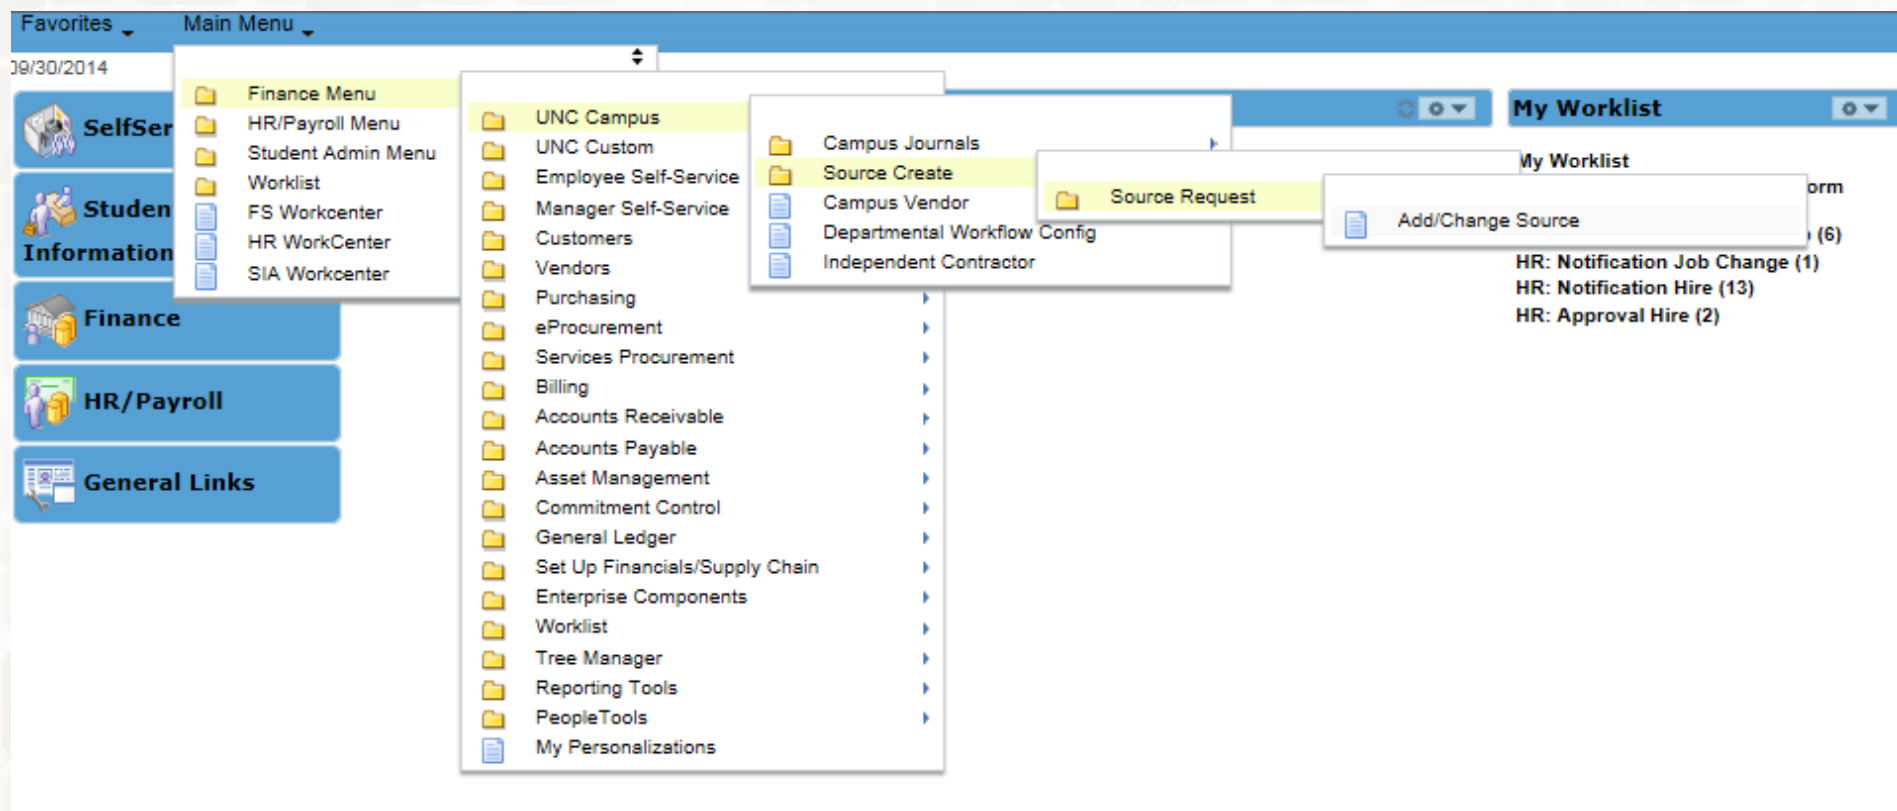 Favorites
Main Menu
09/30/2014
SelfSer
Studen
Information
Finance
HR/Payroll
General Links
Finance Menu
HR/Payroll Menu
Student Admin Menu
Worklist
FS Workcenter
HR WorkCenter
SIA Workcenter
UNC Campus
UNC Custom
Employee Self-Service
Manager Self-Service
Customers
Vendors
Purchasing
eProcurement
Services Procurement
Billing
Accounts Receivable
Accounts Payable
Asset Management
Commitment Control
General Ledger
Set Up Financials/Supply Chain
Enterprise Components
Worklist
Tree Manager
Reporting Tools
PeopleTools
My Personalizations
Campus Journals
Source Create
Campus Vendor
Departmental Workflow Config
Independent Contractor
Source Request
Add/Change Source
My Worklist
My Worklist
orm
(6)
HR: Notification Job Change (1)
HR: Notification Hire (13)
HR: Approval Hire (2)